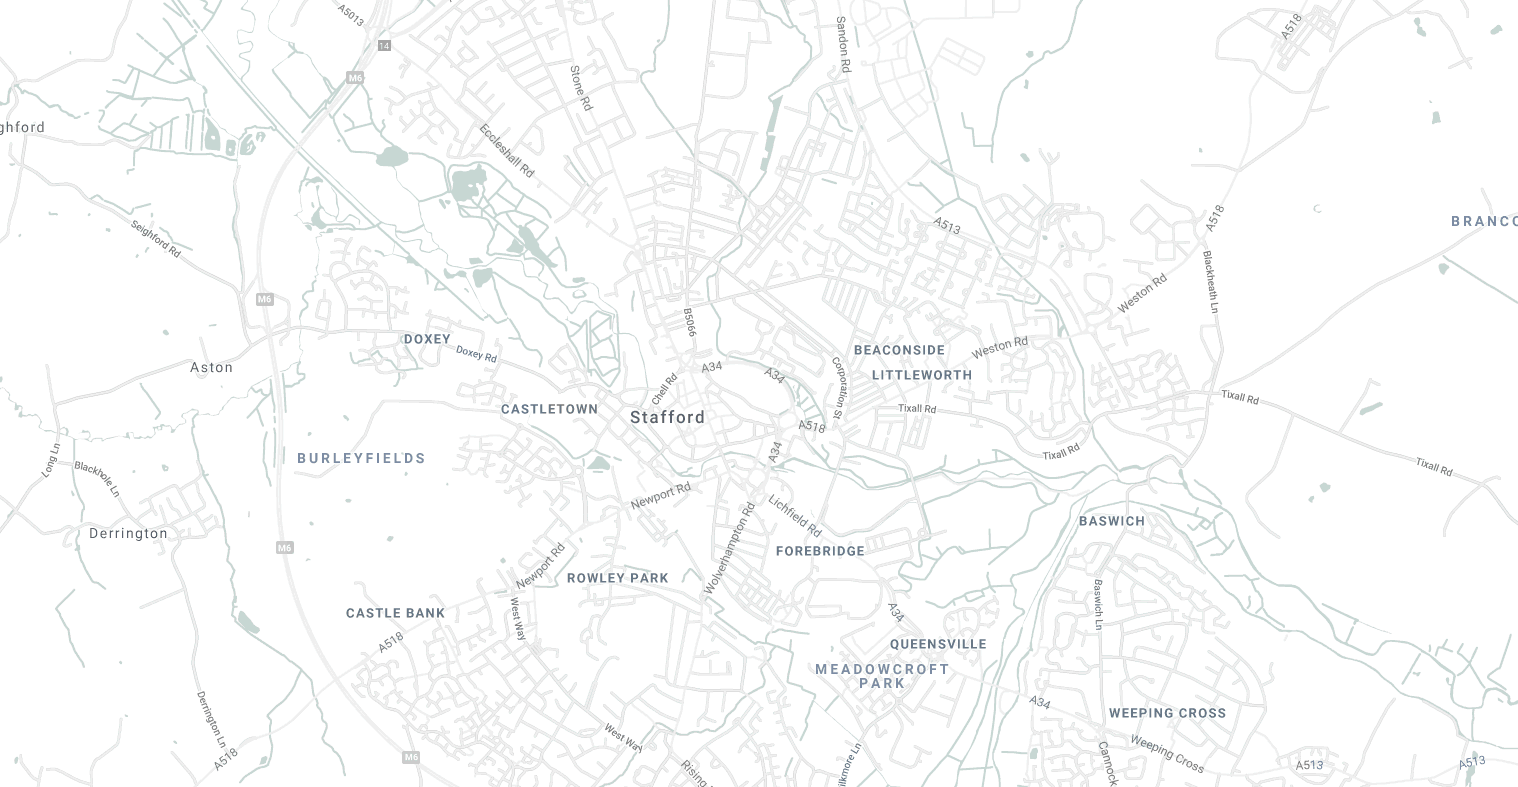 A5013
14
M6
Stone Rd
Sandon Rd
A518
Eccleshall Rd
ghford
Seighford Rd
A513
A518
BRANCO
M6
B5066
Blackheath Ln
Weston Rd
DOXEY
Doxey Rd
BEACONSIDE
Weston Rd
Aston
A34
A34
LITTLEWORTH
Chell Rd
Corporation St
CASTLETOWN
Stafford
Tixall Rd
Tixall Rd
A518
BURLEYFIELDS
A34
Tixall Rd
Tixall Rd
Long Ln
Blackhole Ln
Newport Rd
Lichfield Rd
BASWICH
Derrington
M6
Wolverhampton Rd
FOREBRIDGE
Newport Rd
ROWLEY PARK
Baswich Ln
CASTLE BANK
West Way
A34
A518
QUEENSVILLE
MEADOWCROFT
PARK
A34
Derrington Ln
WEEPING CROSS
West Way
A518
M6
Rising
ilkmore Ln
Cannock
Weeping Cross
A513
A513